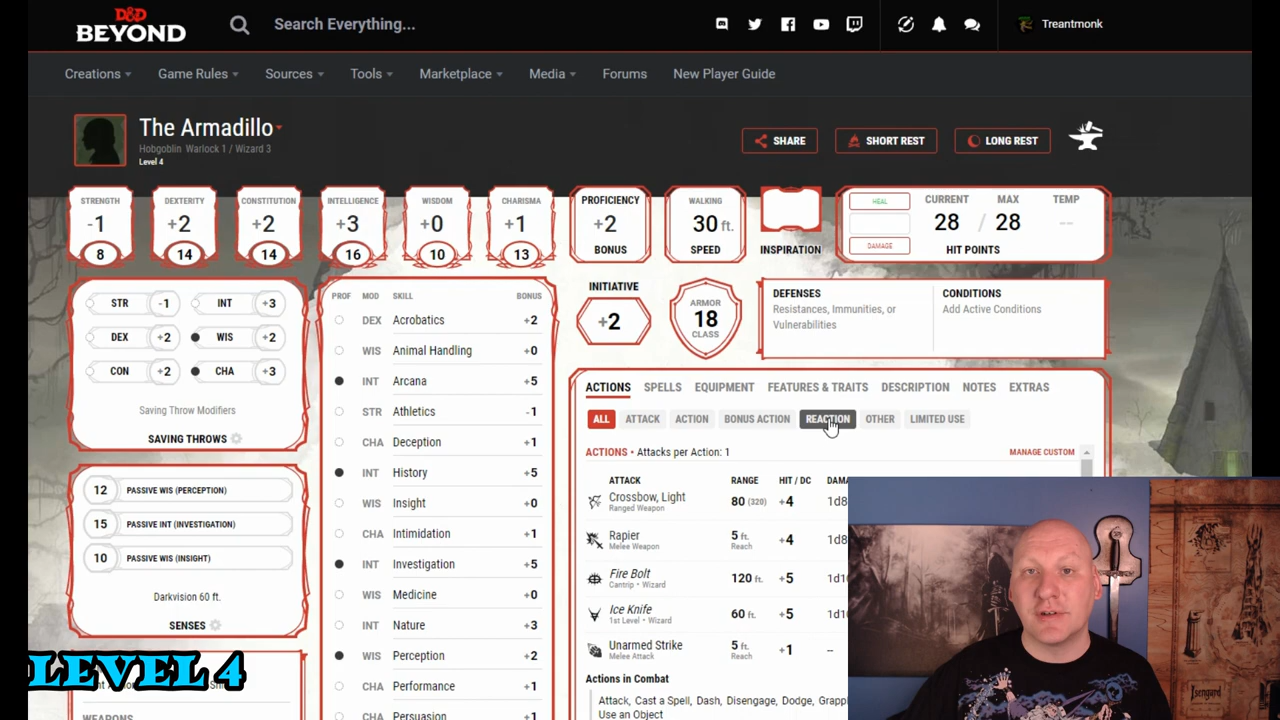 D&D
BEYOND
Search Everything...
Treantmonk
Creations
Game Rules
Sources
Tools
Marketplace
Media
Forums
New Player Guide
The Armadillo
Hobgoblin Warlock 1 / Wizard 3
Level 4
SHARE
SHORT REST
LONG REST
STRENGTH
-1
8
DEXTERITY
+2
14
CONSTITUTION
+2
14
INTELLIGENCE
+3
16
WISDOM
+0
10
CHARISMA
+1
13
PROFICIENCY
+2
BONUS
WALKING
30 ft.
SPEED
INSPIRATION
HEAL
DAMAGE
CURRENT
28
/
MAX
28
TEMP
--
HIT POINTS
STR -1
INT +3
DEX +2
WIS +2
CON +2
CHA +3
Saving Throw Modifiers
SAVING THROWS
12 PASSIVE WIS (PERCEPTION)
15 PASSIVE INT (INVESTIGATION)
10 PASSIVE WIS (INSIGHT)
Darkvision 60 ft.
SENSES
LEVEL 4
WEAPONS
PROF MOD SKILL BONUS
DEX Acrobatics +2
WIS Animal Handling +0
INT Arcana +5
STR Athletics -1
CHA Deception +1
INT History +5
WIS Insight +0
CHA Intimidation +1
INT Investigation +5
WIS Medicine +0
INT Nature +3
WIS Perception +2
CHA Performance +1
CHA Persuasion +1
INITIATIVE
+2
ARMOR
18
CLASS
DEFENSES
Resistances, Immunities, or
Vulnerabilities
CONDITIONS
Add Active Conditions
ACTIONS SPELLS EQUIPMENT FEATURES & TRAITS DESCRIPTION NOTES EXTRAS
ALL ATTACK ACTION BONUS ACTION REACTION OTHER LIMITED USE
ACTIONS • Attacks per Action: 1
MANAGE CUSTOM
ATTACK RANGE HIT / DC DAMA
Crossbow, Light 80 (320) +4 1d8
Ranged Weapon
Rapier 5 ft. +4 1d8
Melee Weapon Reach
Fire Bolt 120 ft. +5 1d10
Cantrip • Wizard
Ice Knife 60 ft. +5 1d10
1st Level • Wizard
Unarmed Strike 5 ft. +1 --
Melee Attack Reach
Actions in Combat
Attack, Cast a Spell, Dash, Disengage, Dodge, Grappl
Use an Object
Isengard